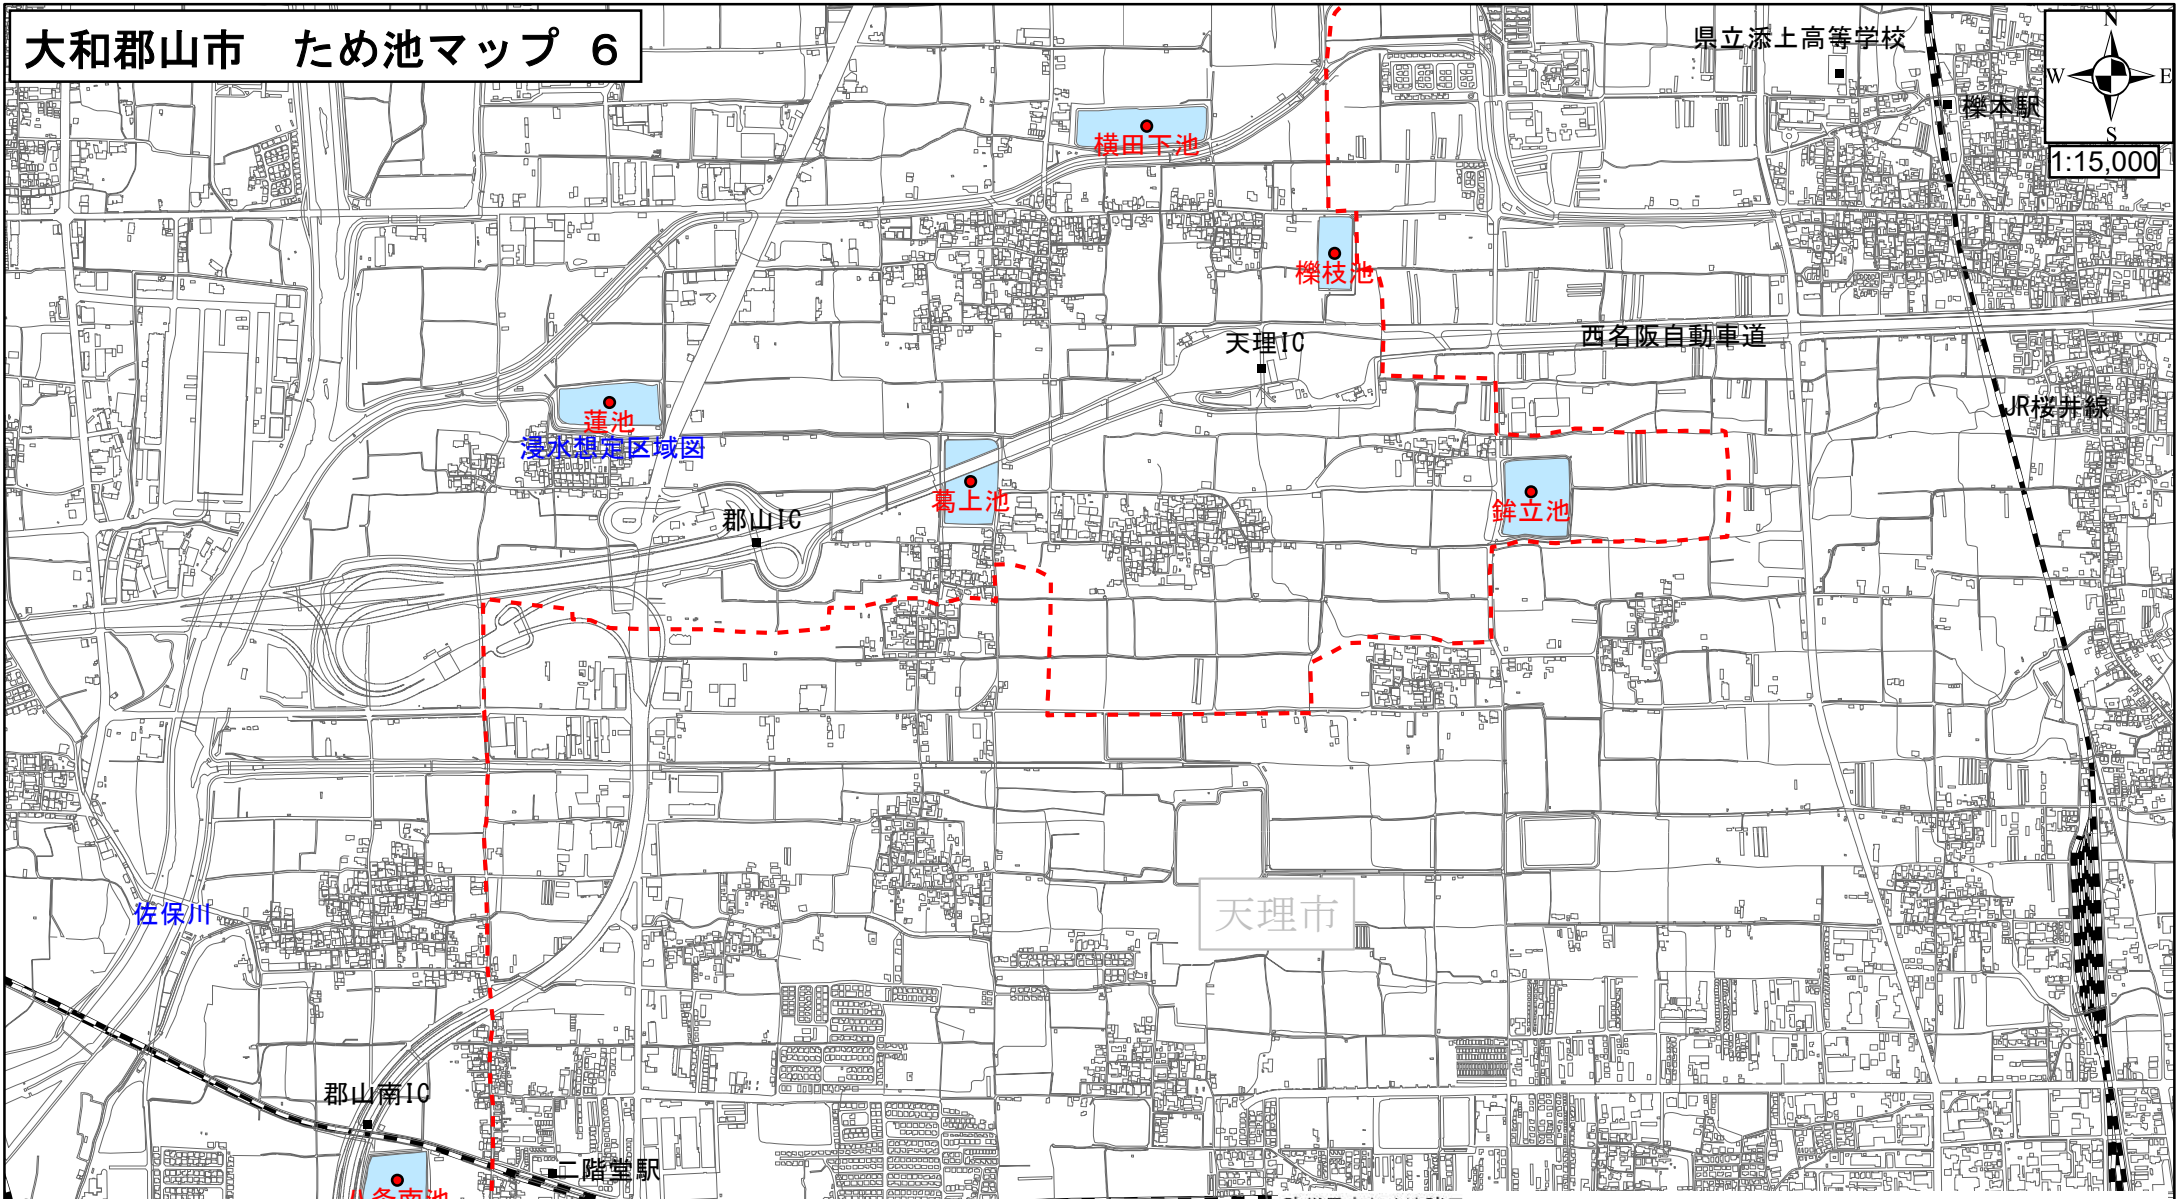 大和郡山市　ため池マップ　６
県立添上高等学校
N
W
E
S
1:15,000
櫟本駅
横田下池
櫟枝池
天理IC
西名阪自動車道
JR桜井線
蓮池
浸水想定区域図
葛上池
鉾立池
郡山IC
天理市
佐保川
郡山南IC
二階堂駅
八条南池